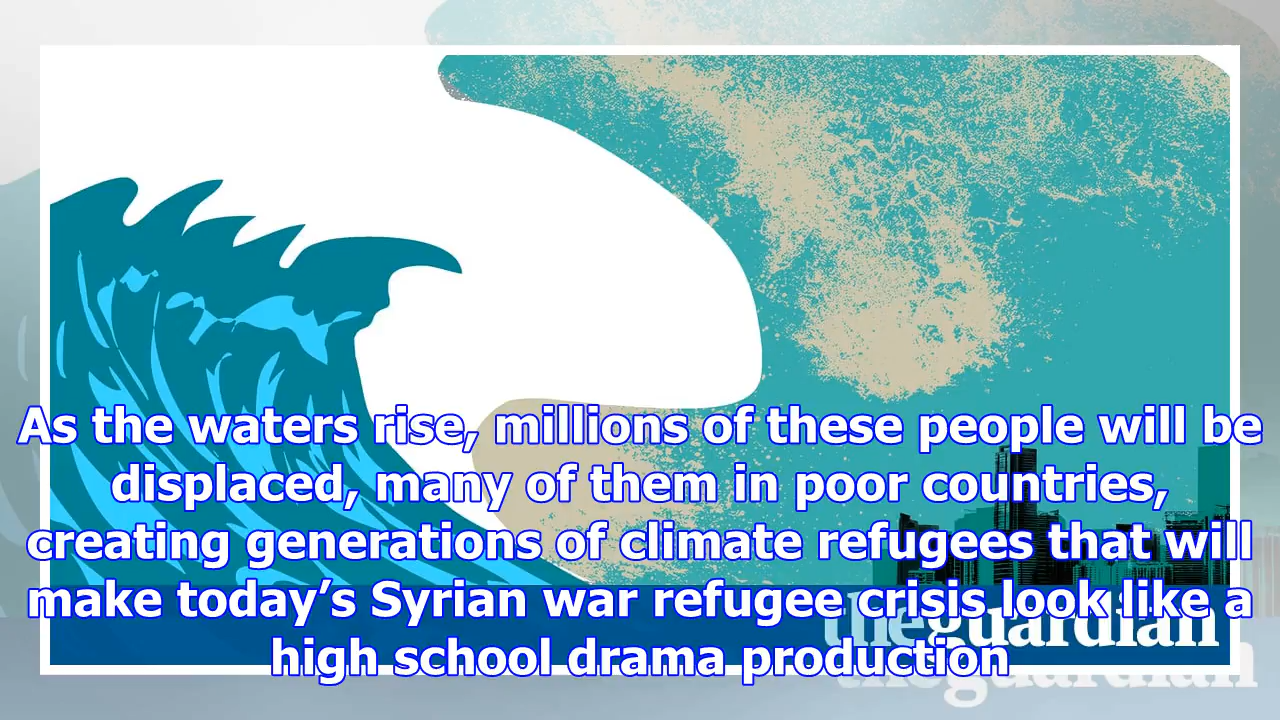 As the waters rise, millions of these people will be
displaced, many of them in poor countries,
creating generations of climate refugees that will
make today’s Syrian war refugee crisis look like a
high school drama production
theguardian
theguardian